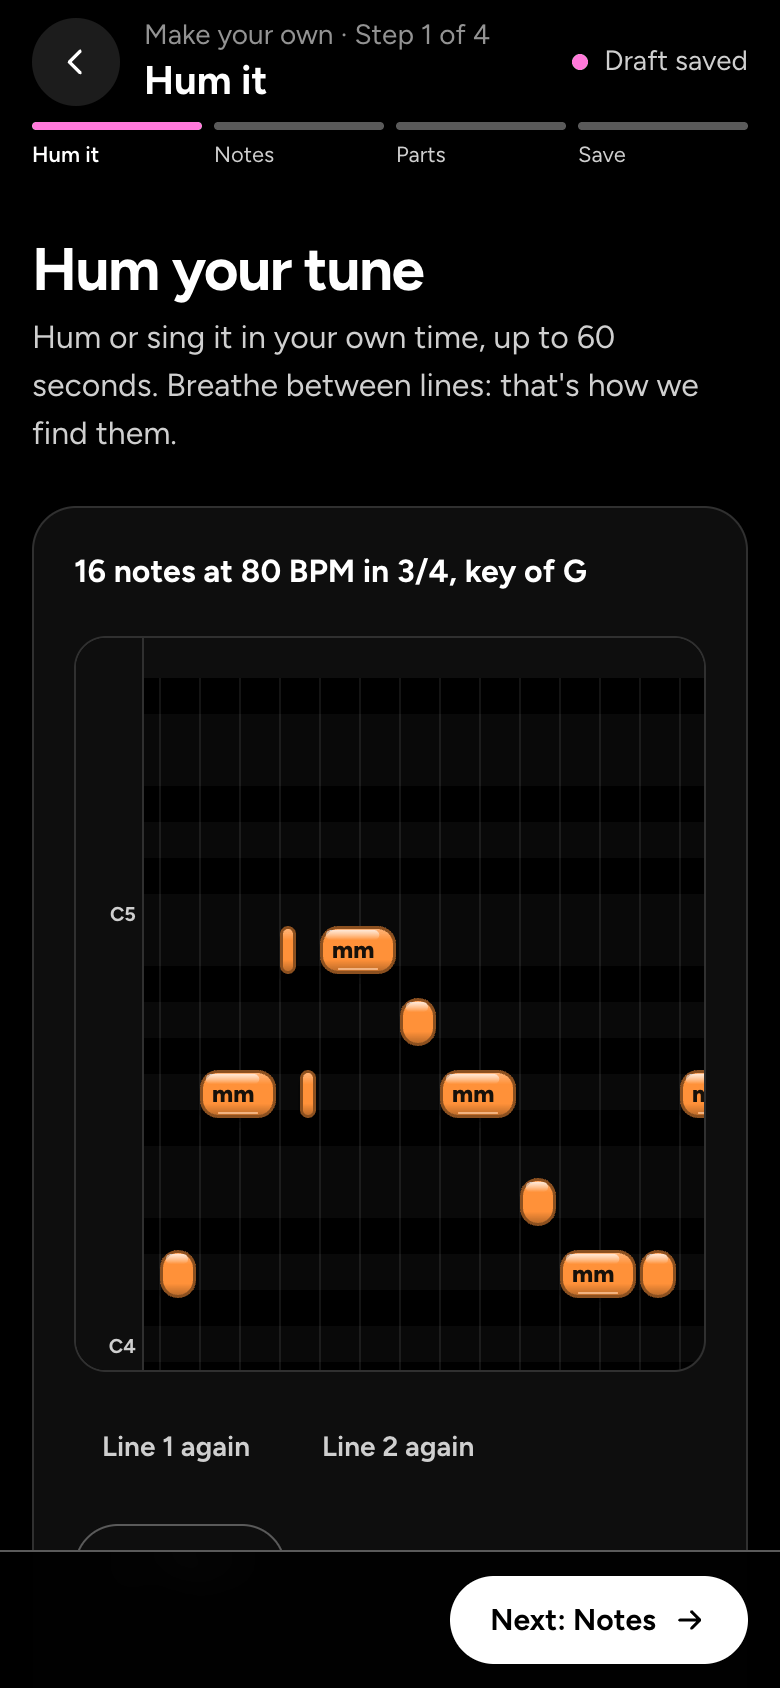 Make your own · Step 1 of 4
Hum it
Draft saved
Hum it
Notes
Parts
Save
Hum your tune
Hum or sing it in your own time, up to 60
seconds. Breathe between lines: that's how we
find them.
16 notes at 80 BPM in 3/4, key of G
C5
mm
mm
mm
mm
C4
Line 1 again
Line 2 again
Next: Notes